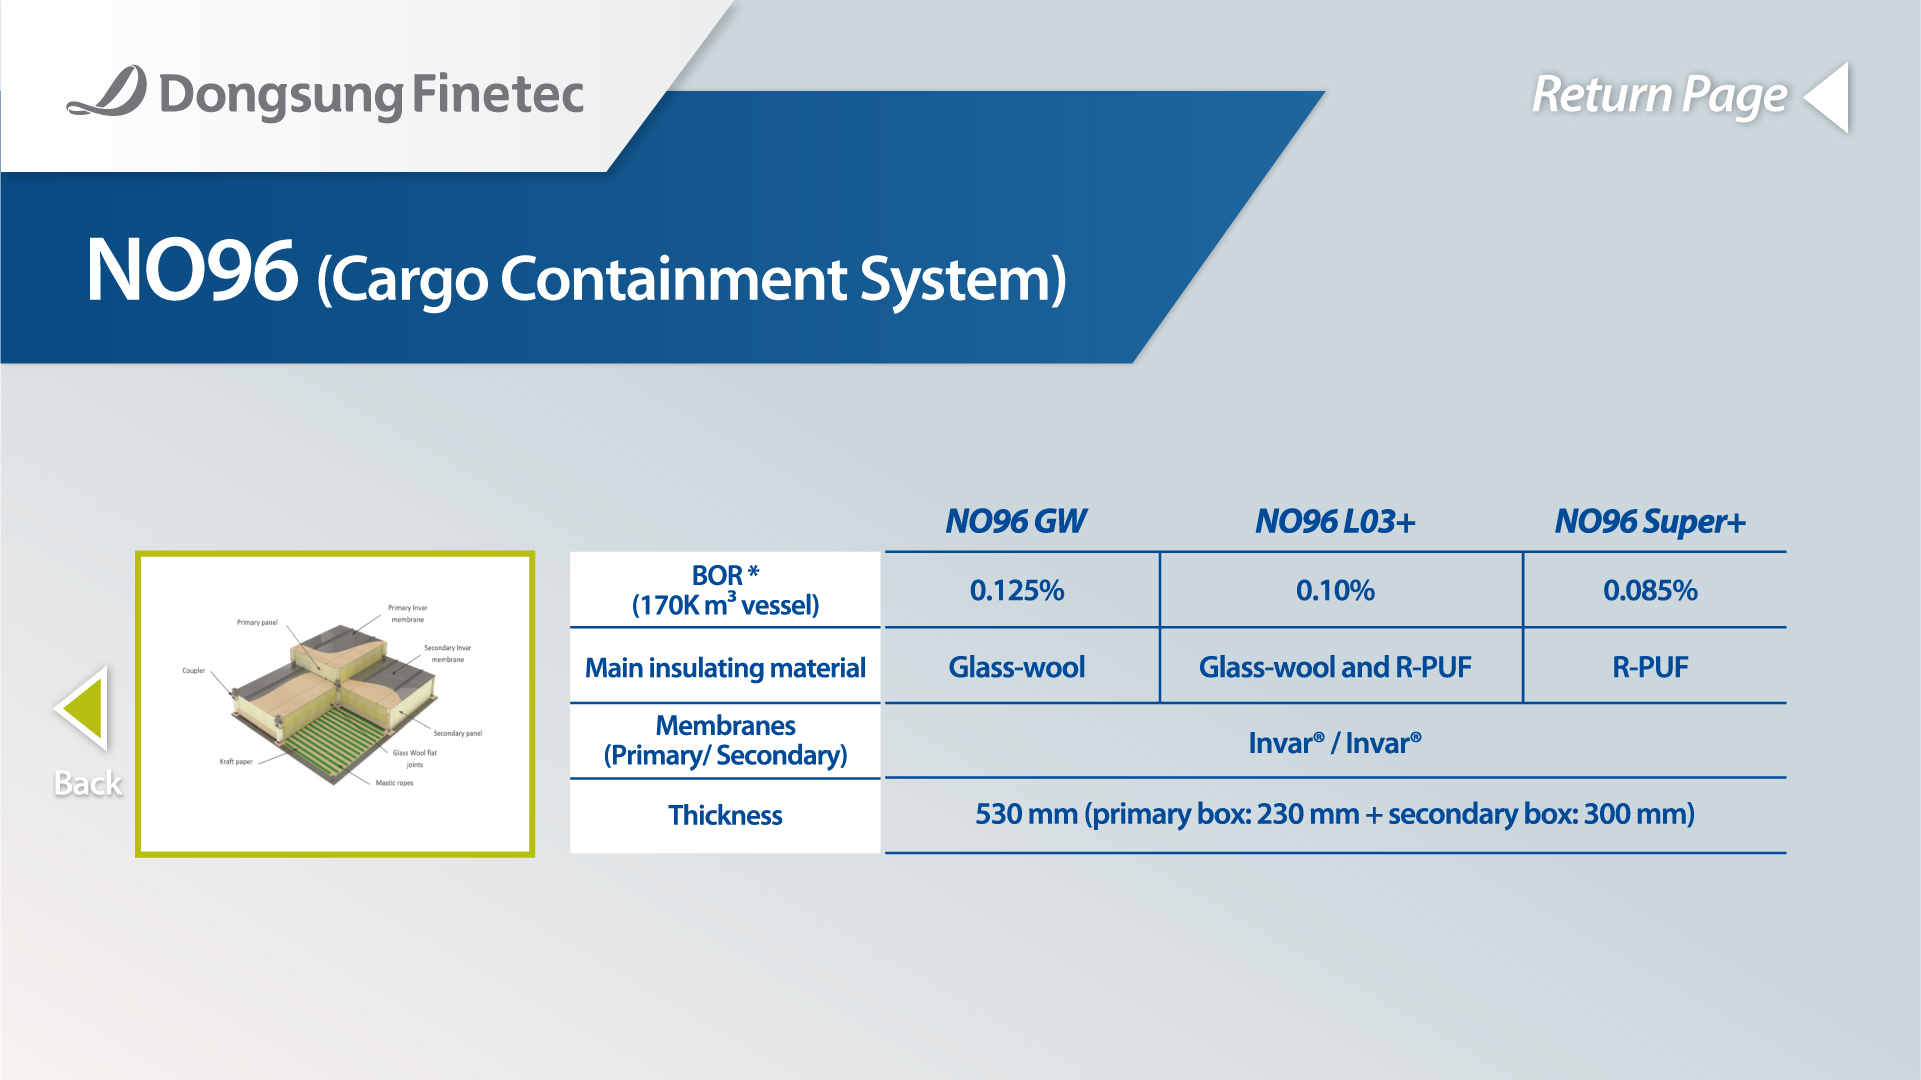 Dongsung Finetec
Return Page
NO96 (Cargo Containment System)
NO96 GW
NO96 L03+
NO96 Super+
BOR *
(170K m³ vessel)
0.125%
0.10%
0.085%
Main insulating material
Glass-wool
Glass-wool and R-PUF
R-PUF
Membranes
(Primary/ Secondary)
Invar® / Invar®
Thickness
530 mm (primary box: 230 mm + secondary box: 300 mm)
Primary Invar
membrane
Primary panel
Secondary Invar
membrane
Coupler
Secondary panel
Glass Wool flat
joints
Kraft paper
Mastic ropes
Back